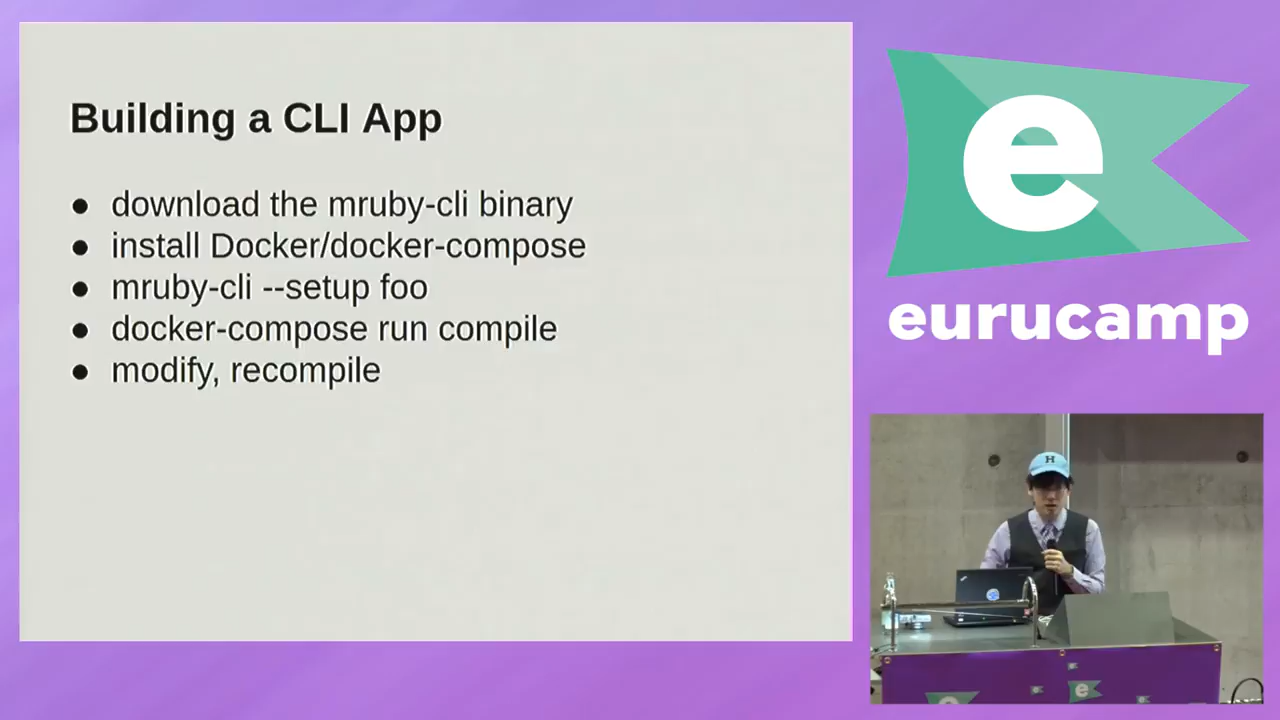 Building a CLI App
● download the mruby-cli binary
● install Docker/docker-compose
● mruby-cli --setup foo
● docker-compose run compile
● modify, recompile
e
eurucamp
H
e